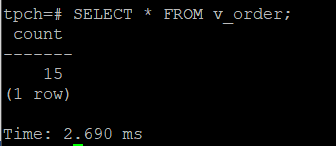 tpch=# SELECT * FROM v_order;
 count
-------
    15
(1 row)

Time: 2.690 ms